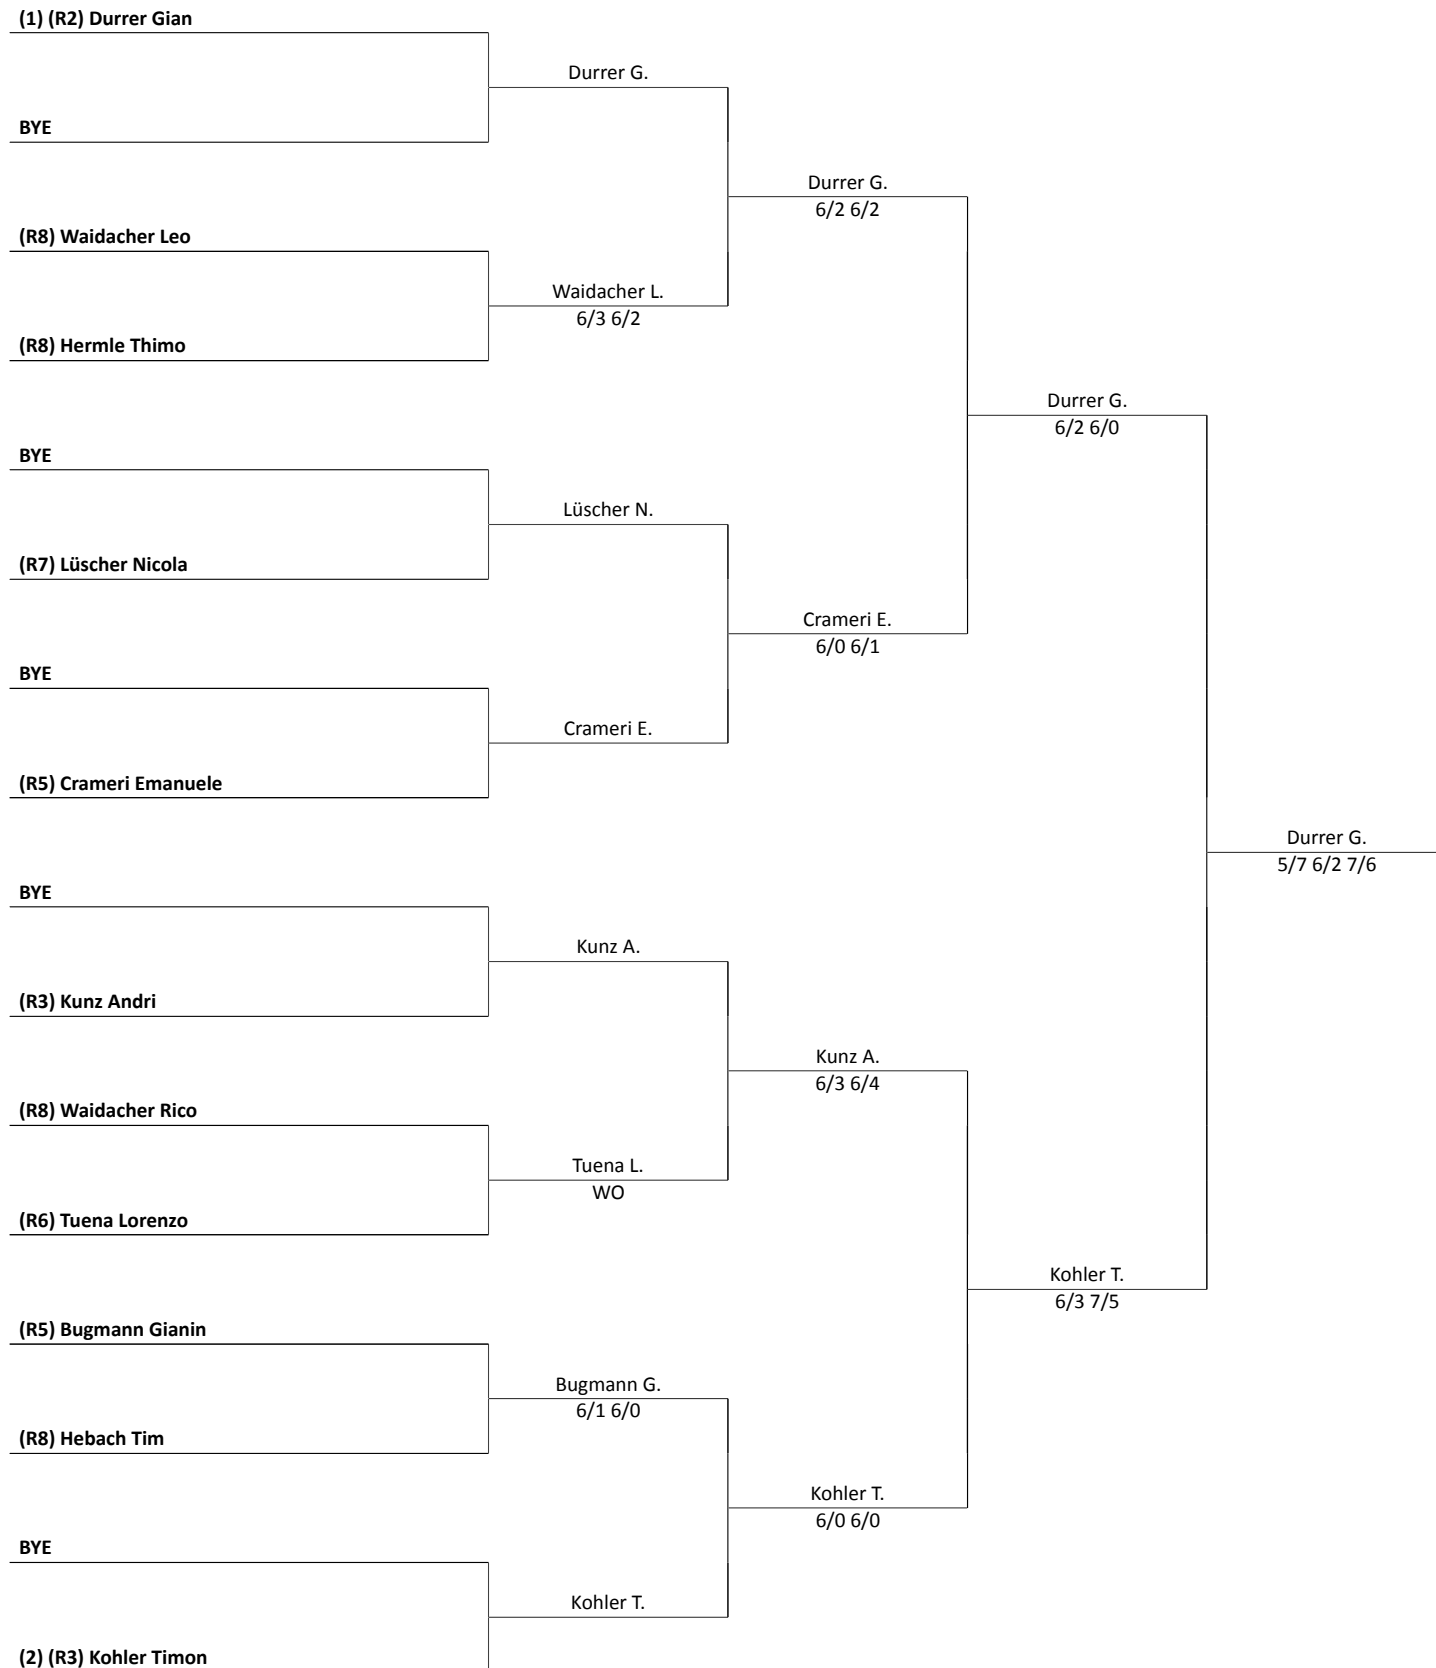 (1) (R2) Durrer Gian
Durrer G.
BYE
Durrer G.
6/2 6/2
(R8) Waidacher Leo
Waidacher L.
6/3 6/2
(R8) Hermle Thimo
Durrer G.
6/2 6/0
BYE
Lüscher N.
(R7) Lüscher Nicola
Crameri E.
6/0 6/1
BYE
Crameri E.
(R5) Crameri Emanuele
Durrer G.
5/7 6/2 7/6
BYE
Kunz A.
(R3) Kunz Andri
Kunz A.
6/3 6/4
(R8) Waidacher Rico
Tuena L.
WO
(R6) Tuena Lorenzo
Kohler T.
6/3 7/5
(R5) Bugmann Gianin
Bugmann G.
6/1 6/0
(R8) Hebach Tim
Kohler T.
6/0 6/0
BYE
Kohler T.
(2) (R3) Kohler Timon